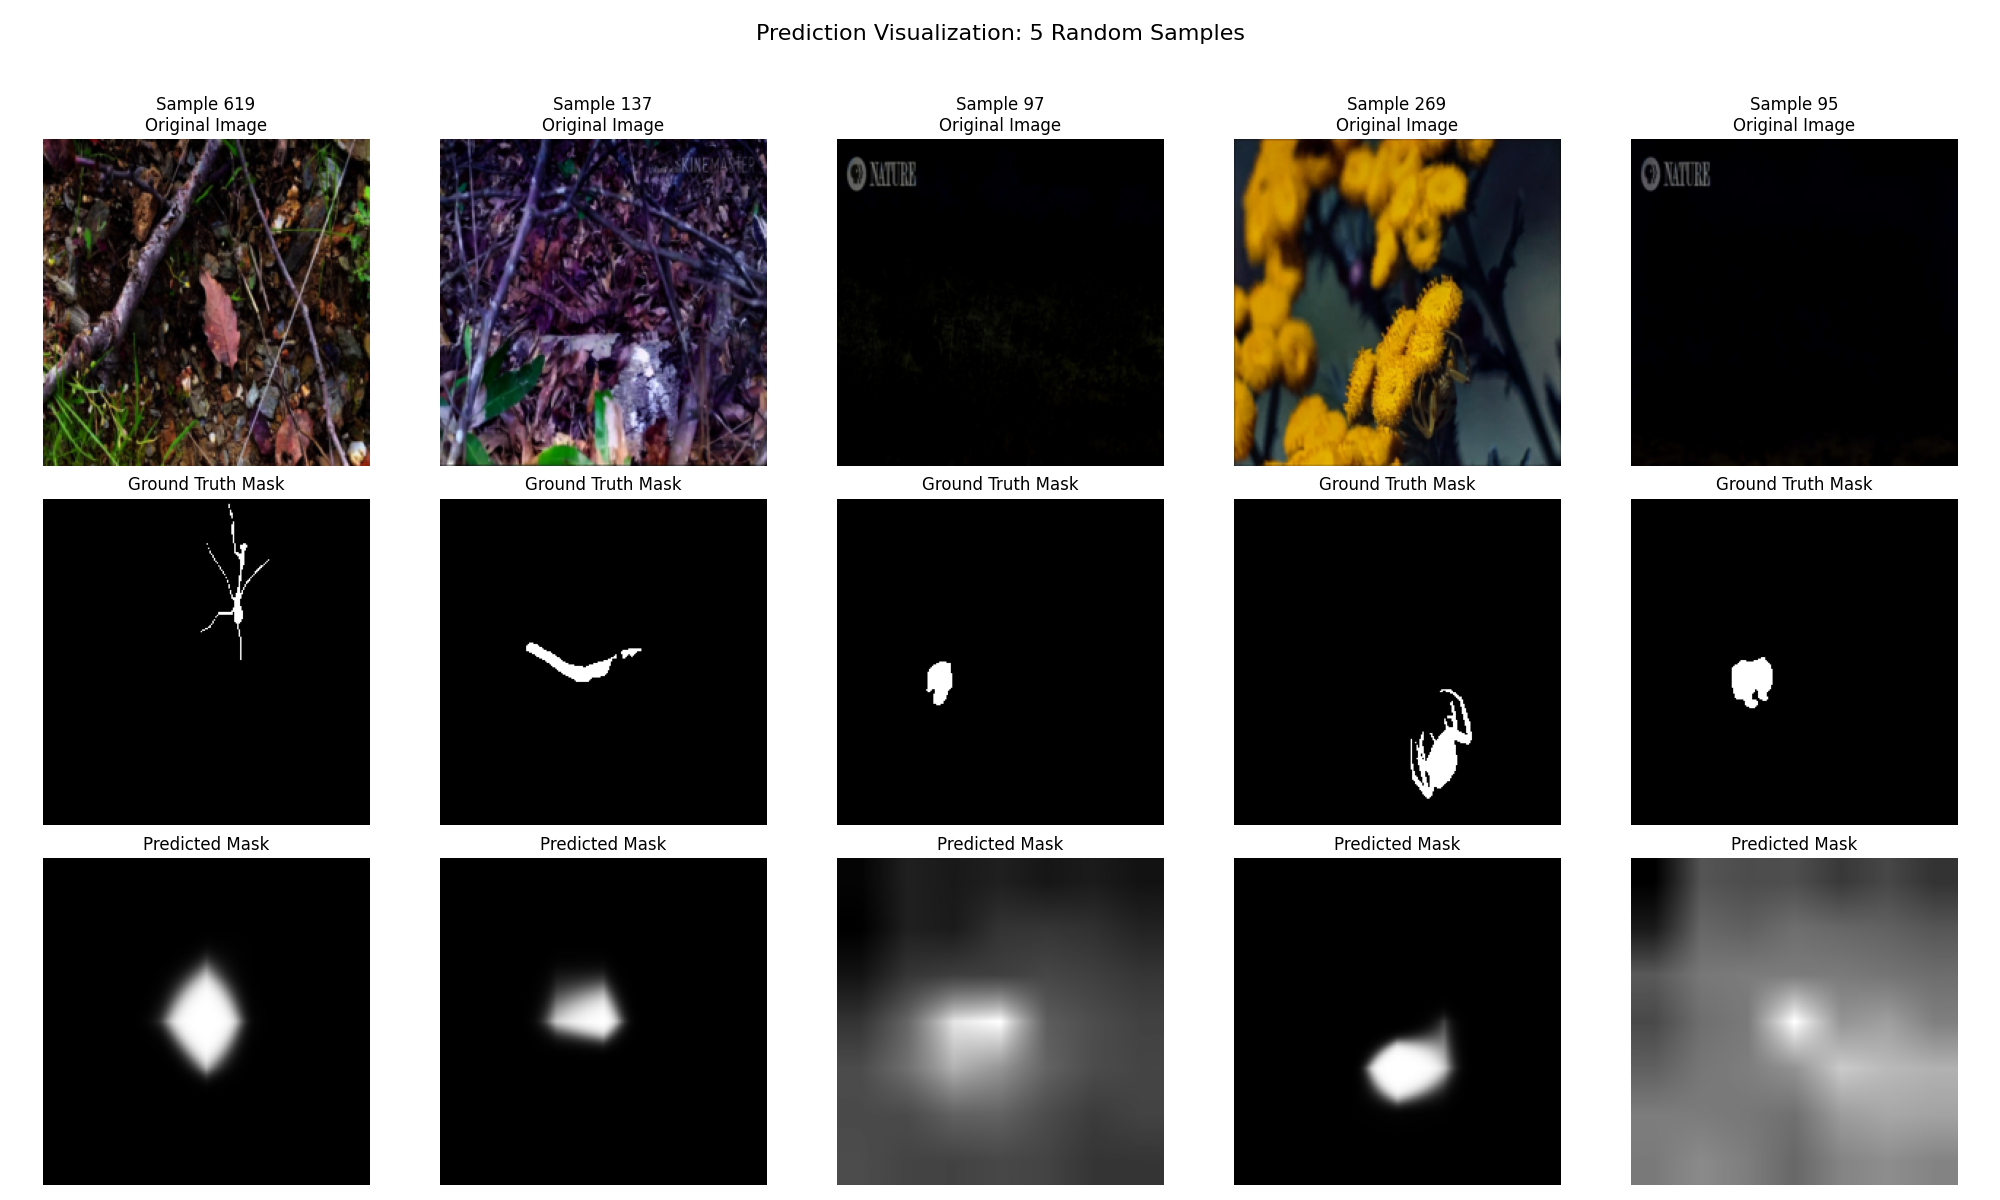 Prediction Visualization: 5 Random Samples
Sample 619
Original Image
Sample 137
Original Image
Sample 97
Original Image
Sample 269
Original Image
Sample 95
Original Image
KINEMASTER
NATURE
NATURE
Ground Truth Mask
Ground Truth Mask
Ground Truth Mask
Ground Truth Mask
Ground Truth Mask
Predicted Mask
Predicted Mask
Predicted Mask
Predicted Mask
Predicted Mask